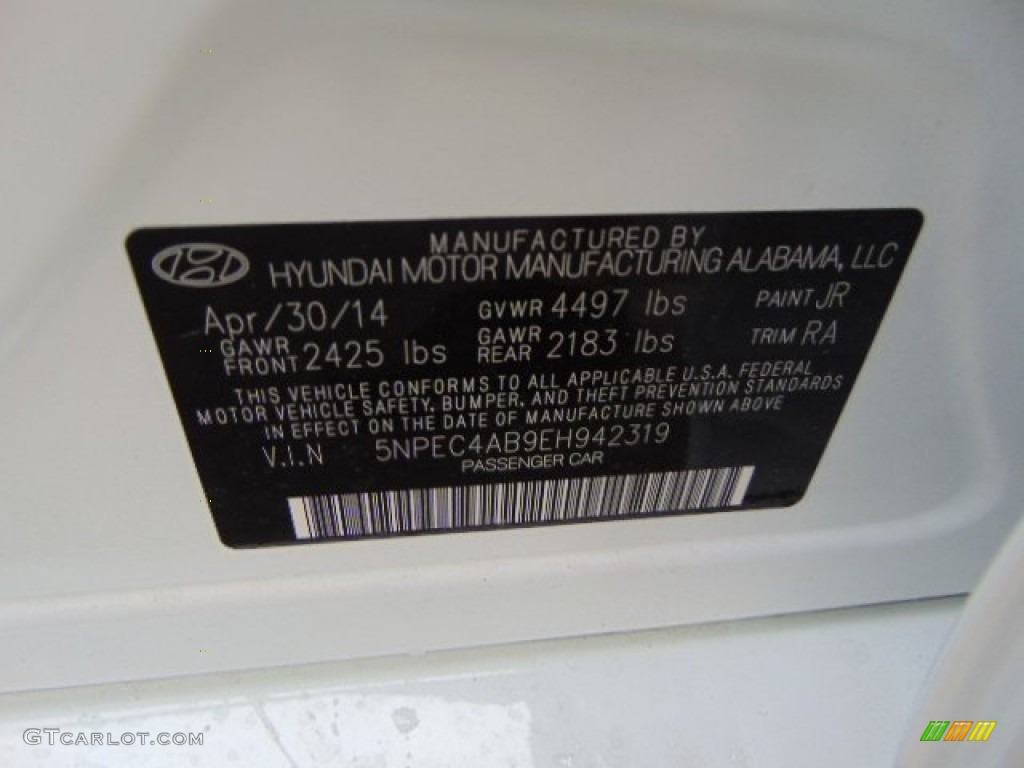 MANUFACTURED BY
HYUNDAI MOTOR MANUFACTURING ALABAMA, LLC
Apr/30/14 GVWR 4497 lbs PAINT JR
GAWR FRONT 2425 lbs GAWR REAR 2183 lbs TRIM RA
THIS VEHICLE CONFORMS TO ALL APPLICABLE U.S.A. FEDERAL
MOTOR VEHICLE SAFETY, BUMPER, AND THEFT PREVENTION STANDARDS
IN EFFECT ON THE DATE OF MANUFACTURE SHOWN ABOVE
V.I.N 5NPEC4AB9EH942319
PASSENGER CAR
GTCARLOT.COM